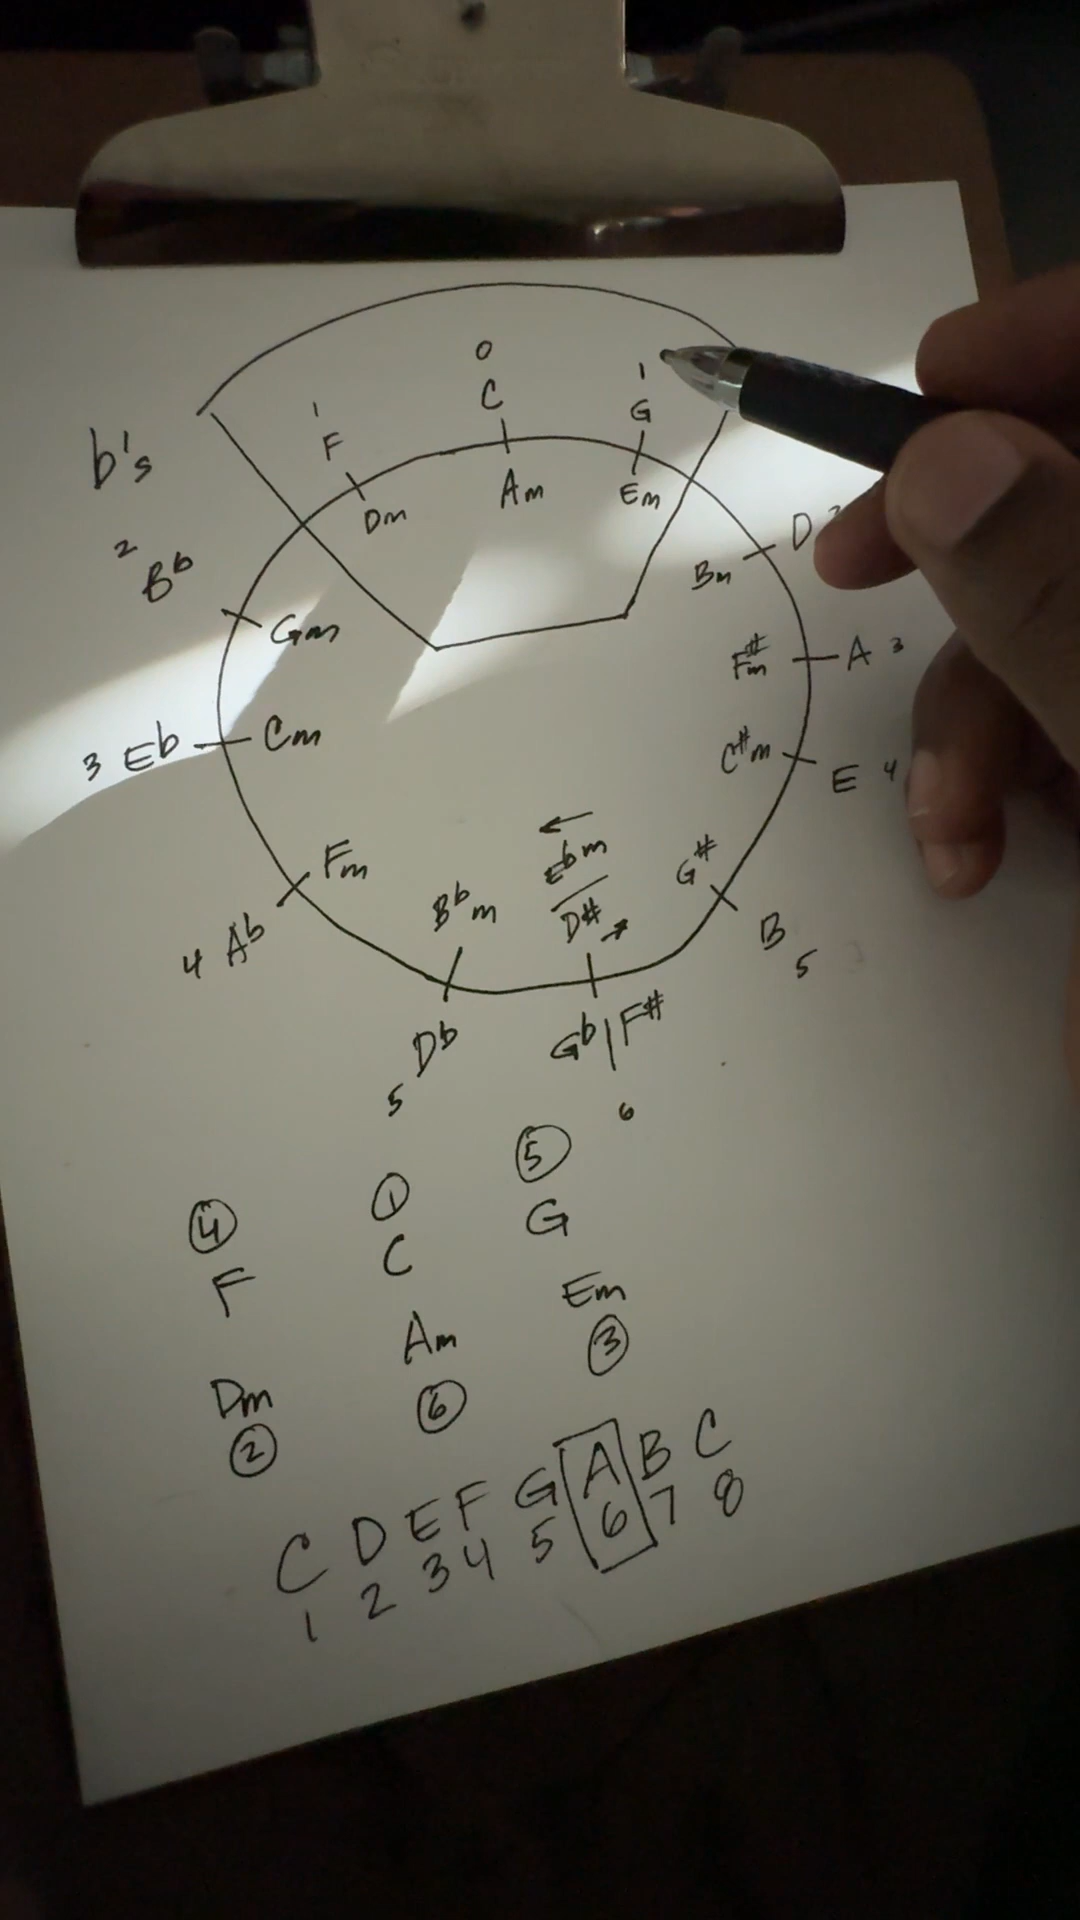 0
1 C 1
F G
b's
Am
Dm Em
2 D
Bb Bm
Gm
F#m A 3
3 Eb Cm
C#m E 4
Ebm
Fm G#
Bbm D#
4 Ab B
5
Db Gb | F#
5 6
5
4 1
G
F C
Em
Am 3
Dm 6
2
C D E F G A B C
1 2 3 4 5 6 7 8